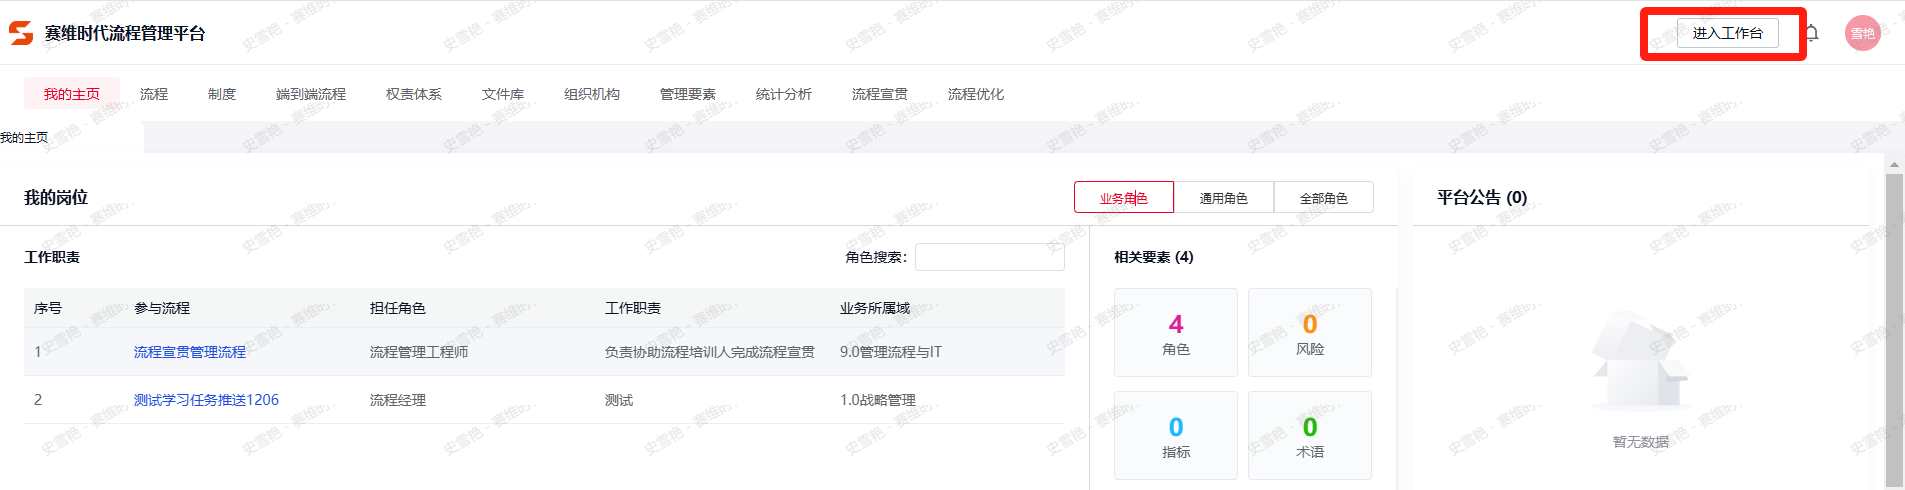 赛维时代流程管理平台
进入工作台
雪艳
我的主页 流程 制度 端到端流程 权责体系 文件库 组织机构 管理要素 统计分析 流程宣贯 流程优化
我的主页
我的岗位
业务角色 通用角色 全部角色
平台公告 (0)
工作职责
角色搜索：
相关要素 (4)
序号 参与流程 担任角色 工作职责 业务所属域
1 流程宣贯管理流程 流程管理工程师 负责协助流程培训人完成流程宣贯 9.0管理流程与IT
2 测试学习任务推送1206 流程经理 测试 1.0战略管理
4
角色
0
风险
0
指标
0
术语
暂无数据
史雪艳 - 赛维时